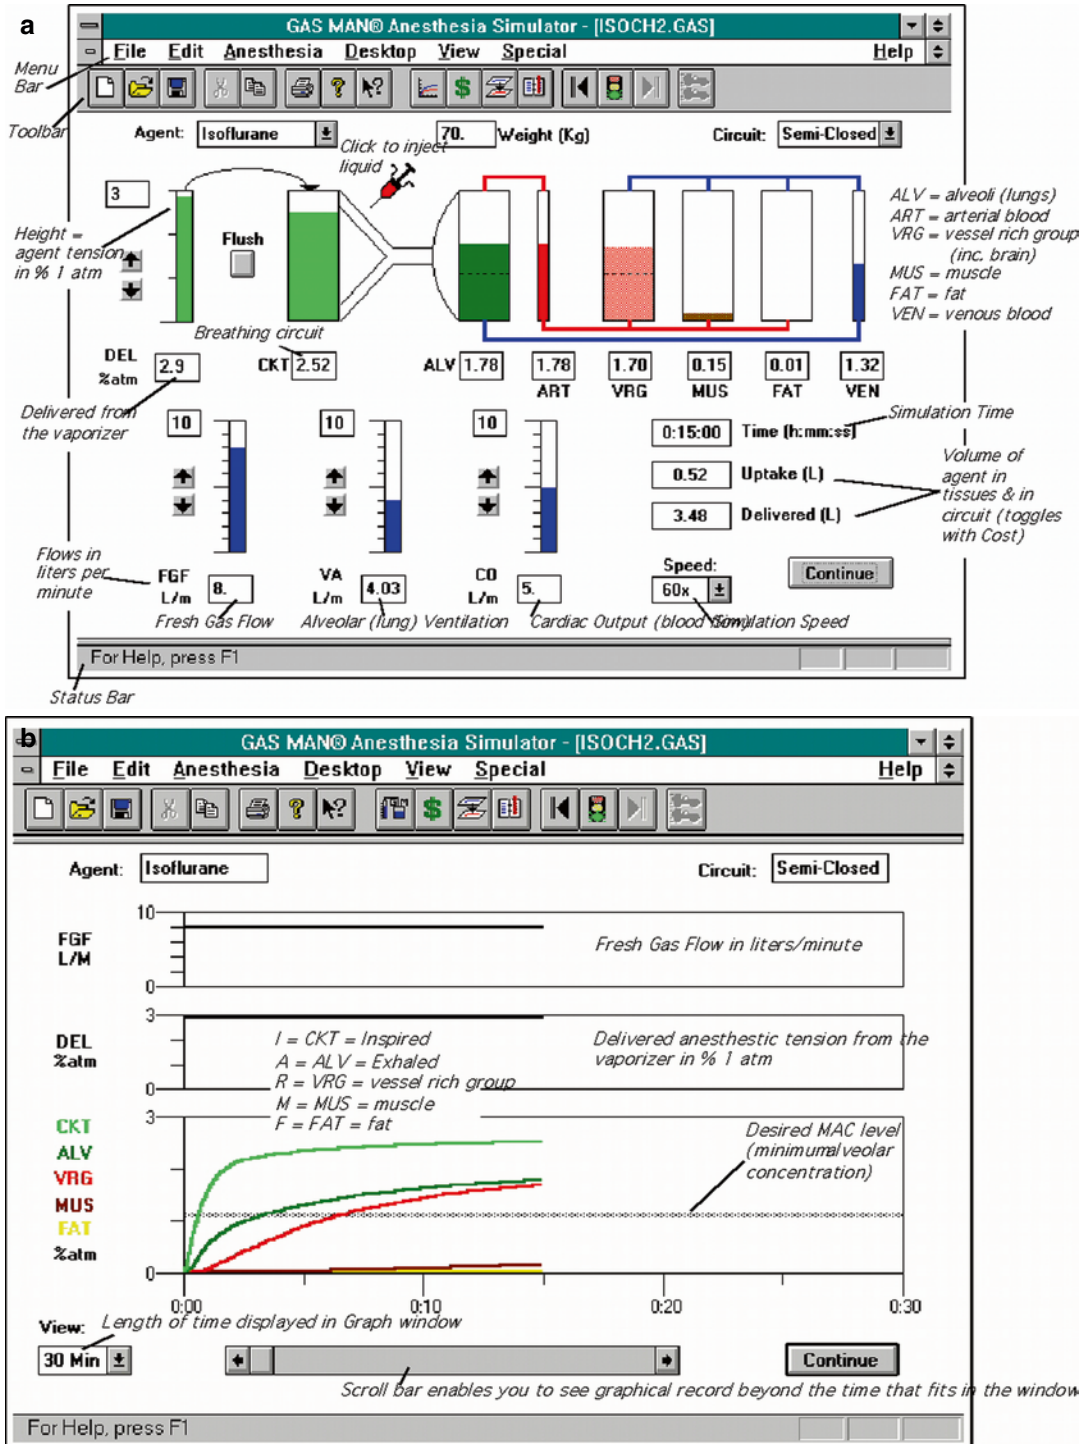 a
GAS MAN® Anesthesia Simulator - [ISOCH2.GAS]
File Edit Anesthesia Desktop View Special Help
Menu
Bar
Toolbar
Agent: Isoflurane 70. Weight (Kg) Circuit: Semi-Closed
Click to inject
liquid
3
Flush
Height =
agent tension
in % 1 atm
ALV = alveoli (lungs)
ART = arterial blood
VRG = vessel rich group
(inc. brain)
MUS = muscle
FAT = fat
VEN = venous blood
Breathing circuit
DEL
%atm 2.9 CKT 2.52 ALV 1.78 1.78 1.70 0.15 0.01 1.32
ART VRG MUS FAT VEN
Delivered from
the vaporizer
10 10 10
Simulation Time
0:15:00 Time (h:mm:ss)
0.52 Uptake (L)
3.48 Delivered (L)
Volume of
agent in
tissues & in
circuit (toggles
with Cost)
Flows in
liters per
minute
FGF
L/m 8.
VA
L/m 4.03
CO
L/m 5.
Speed:
60x
Continue
Fresh Gas Flow Alveolar (lung) Ventilation Cardiac Output (blood flow) Simulation Speed
For Help, press F1
Status Bar
b
GAS MAN® Anesthesia Simulator - [ISOCH2.GAS]
File Edit Anesthesia Desktop View Special Help
Agent: Isoflurane Circuit: Semi-Closed
10
FGF
L/M
0
Fresh Gas Flow in liters/minute
3
DEL
%atm
0
I = CKT = Inspired
A = ALV = Exhaled
R = VRG = vessel rich group
M = MUS = muscle
F = FAT = fat
Delivered anesthestic tension from the
vaporizer in % 1 atm
3
CKT
ALV
VRG
MUS
FAT
%atm
0
Desired MAC level
(minimumalveolar
concentration)
0:00 0:10 0:20 0:30
View: Length of time displayed in Graph window
30 Min Continue
Scroll bar enables you to see graphical record beyond the time that fits in the window
For Help, press F1